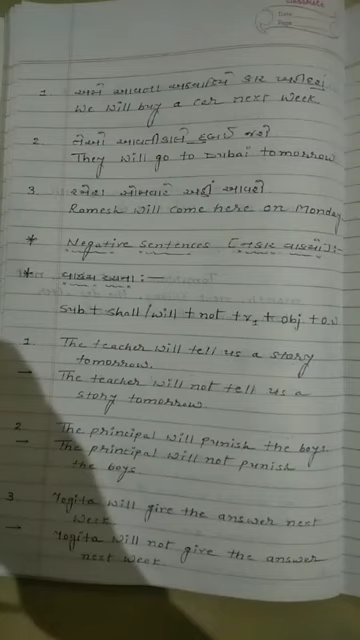 classmate
Date
Page
1. અમે આવતા અઠવાડિયે કાર ખરીદશું
We will buy a car next week
2. તેઓ આવતીકાલે દુબઈ જશે
They will go to Dubai tomorrow
3. રમેશ સોમવારે અહીં આવશે
Ramesh will come here on Monday
* Negative sentences [નકાર વાક્યો]:-
* વાક્ય રચના :-
Sub + shall/will + not + v₁ + obj + o.w
1. The teacher will tell us a story
tomorrow.
→ The teacher will not tell us a
story tomorrow.
2 The principal will punish the boys.
→ The principal will not punish
the boys
3 Yogita will give the answer next
week
→ Yogita will not give the answer
next week